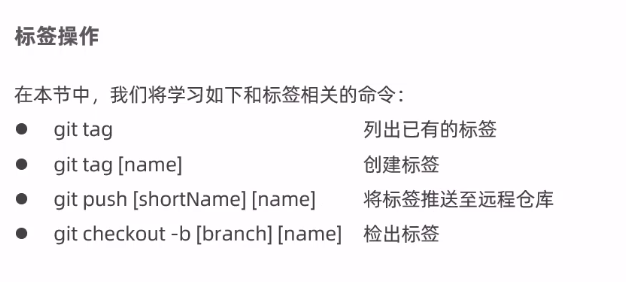 标签操作
在本节中，我们将学习如下和标签相关的命令：
● git tag 列出已有的标签
● git tag [name] 创建标签
● git push [shortName] [name] 将标签推送至远程仓库
● git checkout -b [branch] [name] 检出标签